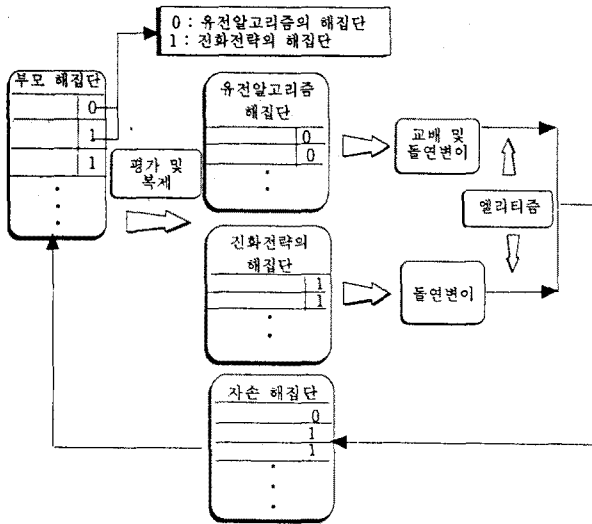 0 : 유전알고리즘의 해집단
1 : 진화전략의 해집단
부모 해집단
0
1
1
평가 및
복제
유전알고리즘
해집단
0
0
교배 및
돌연변이
엘리티즘
진화전략의
해집단
1
1
돌연변이
자손 해집단
0
1
1